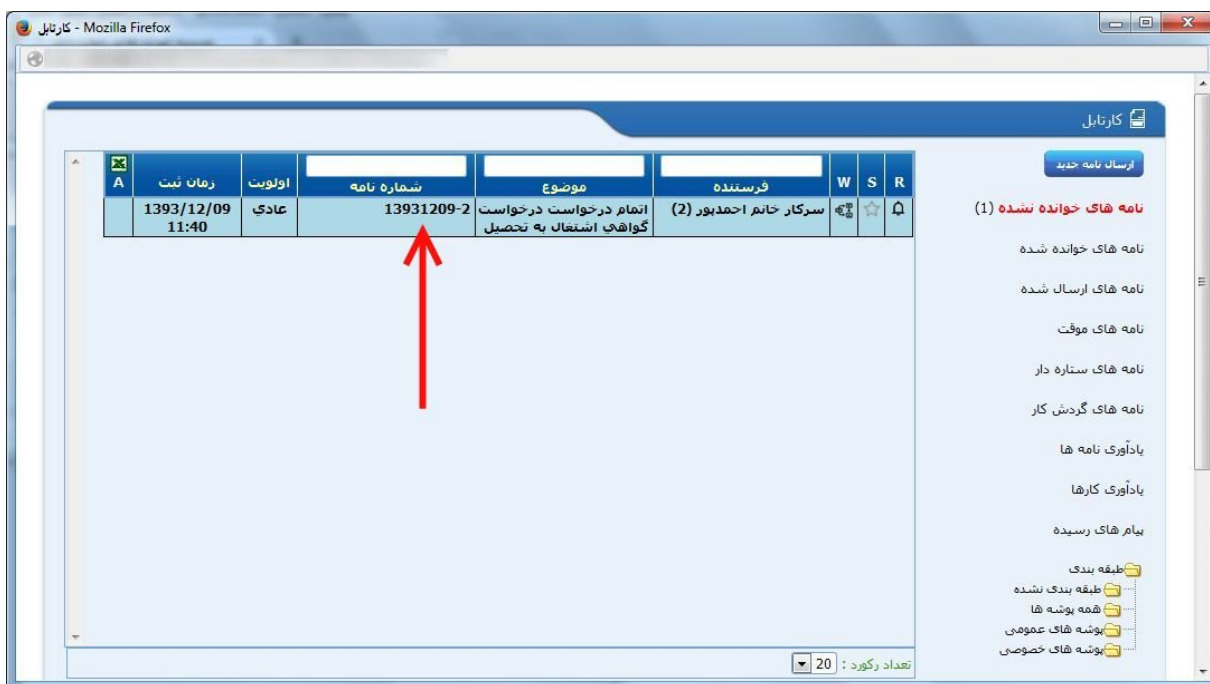 کارتابل - Mozilla Firefox
کارتابل
ارسال نامه جدید
نامه های خوانده نشده (1)
نامه های خوانده شده
نامه های ارسال شده
نامه های موقت
نامه های ستاره دار
نامه های گردش کار
یادآوری نامه ها
یادآوری کارها
پیام های رسیده
طبقه بندی
طبقه بندی نشده
همه پوشه ها
پوشه های عمومی
پوشه های خصوصی
R S W فرستنده موضوع شماره نامه اولویت زمان ثبت A
سرکار خانم احمدپور (2) اتمام درخواست درخواست 13931209-2 عادي 1393/12/09
گواهي اشتغال به تحصيل 11:40
تعداد رکورد : 20